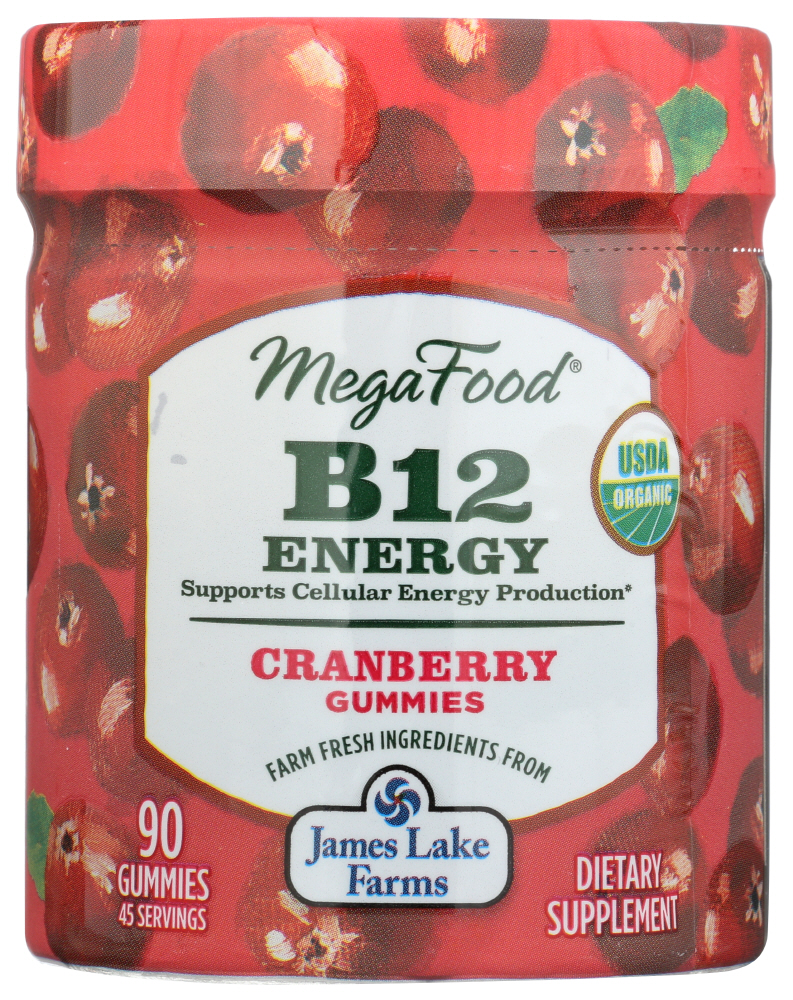 MegaFood®
B12
ENERGY
Supports Cellular Energy Production*
USDA
ORGANIC
CRANBERRY
GUMMIES
FARM FRESH INGREDIENTS FROM
James Lake
Farms
90
GUMMIES
45 SERVINGS
DIETARY
SUPPLEMENT